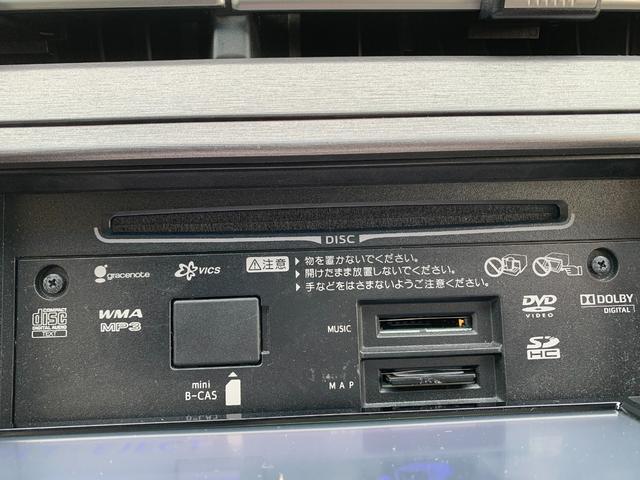 DISC
gracenote
VICS
注意
物を置かないでください。
開けたまま放置しないでください。
手などをはさまないようご注意ください。
COMPACT
disc
DIGITAL AUDIO
TEXT
WMA
MP3
MUSIC
DVD
VIDEO
DOLBY
DIGITAL
mini
B-CAS
MAP
SD
HC